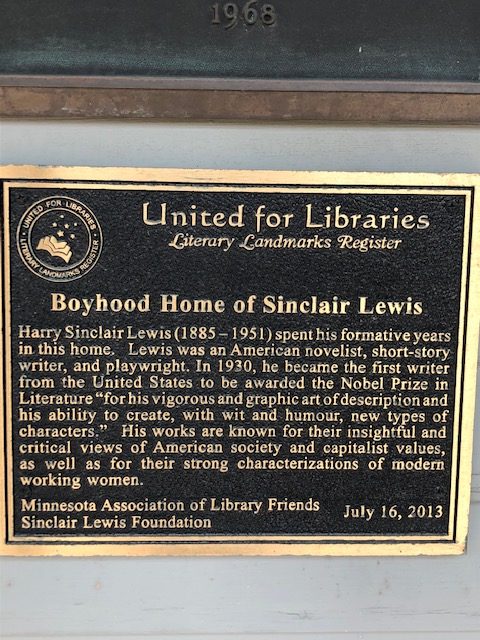 1968
UNITED FOR LIBRARIES
LITERARY LANDMARKS REGISTER
United for Libraries
Literary Landmarks Register
Boyhood Home of Sinclair Lewis
Harry Sinclair Lewis (1885 – 1951) spent his formative years
in this home. Lewis was an American novelist, short-story
writer, and playwright. In 1930, he became the first writer
from the United States to be awarded the Nobel Prize in
Literature “for his vigorous and graphic art of description and
his ability to create, with wit and humour, new types of
characters.” His works are known for their insightful and
critical views of American society and capitalist values,
as well as for their strong characterizations of modern
working women.
Minnesota Association of Library Friends
Sinclair Lewis Foundation
July 16, 2013